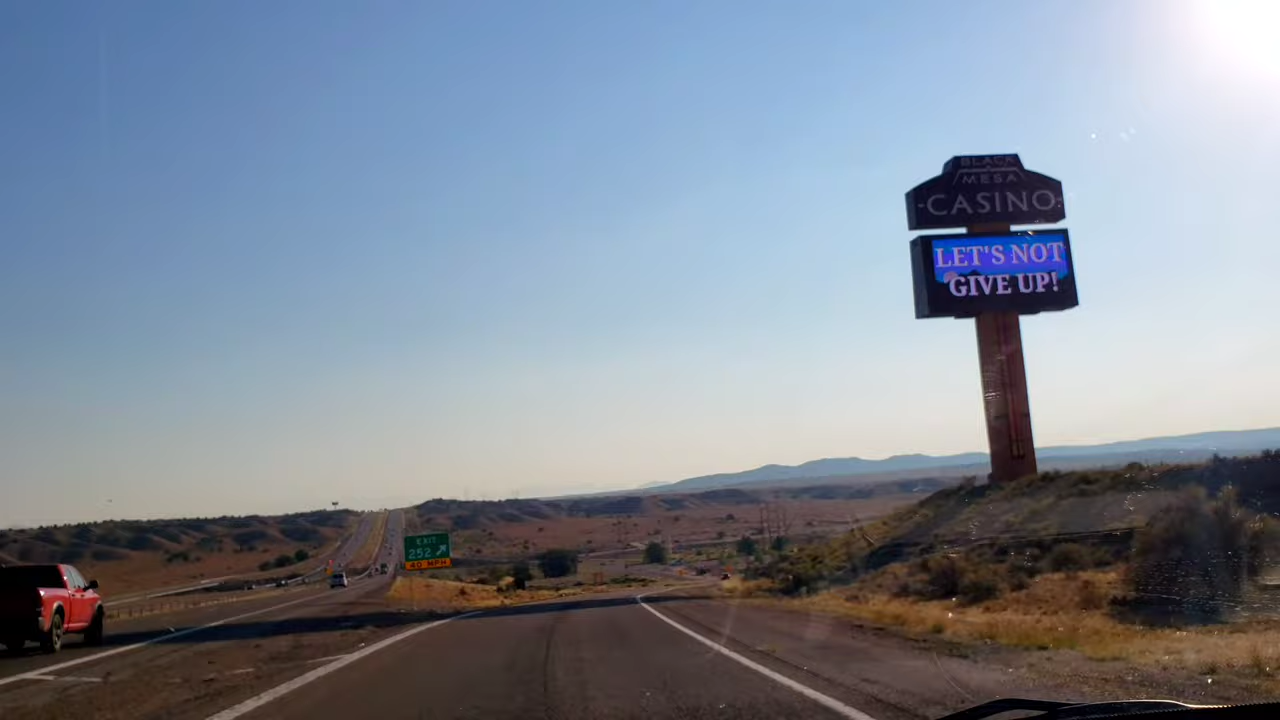 BLACK
MESA
CASINO
LET'S NOT
GIVE UP!
EXIT
252
40 MPH